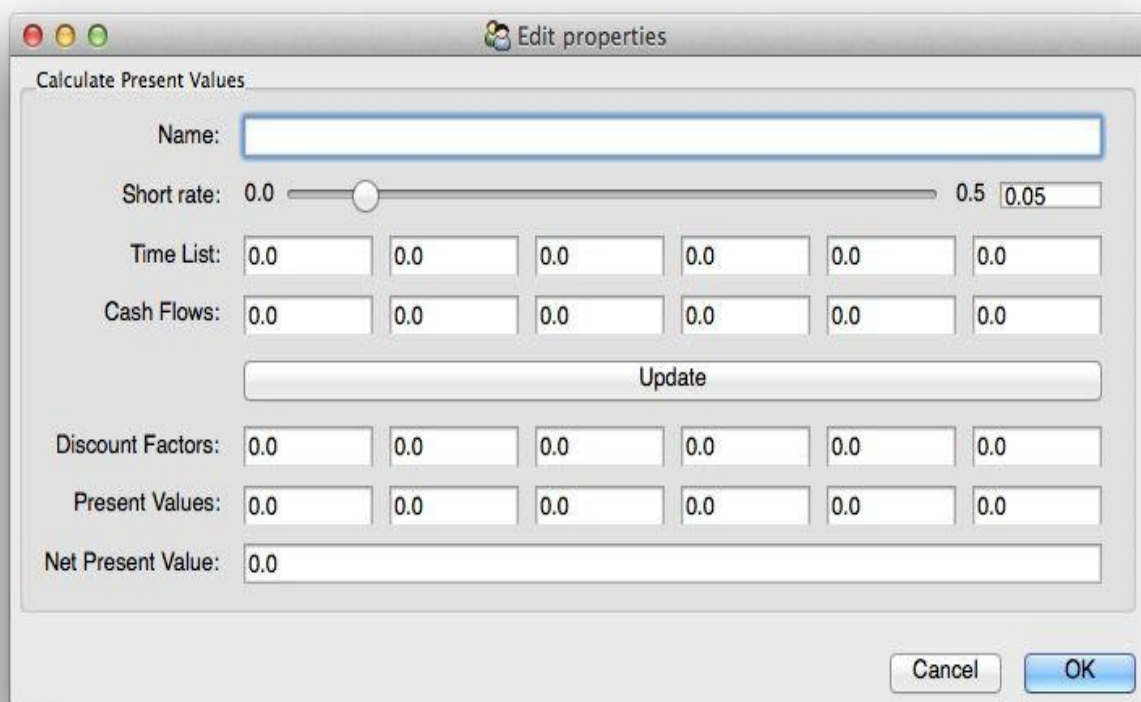 Edit properties
Calculate Present Values
Name:
Short rate: 0.0 0.5 0.05
Time List: 0.0 0.0 0.0 0.0 0.0 0.0
Cash Flows: 0.0 0.0 0.0 0.0 0.0 0.0
Update
Discount Factors: 0.0 0.0 0.0 0.0 0.0 0.0
Present Values: 0.0 0.0 0.0 0.0 0.0 0.0
Net Present Value: 0.0
Cancel OK